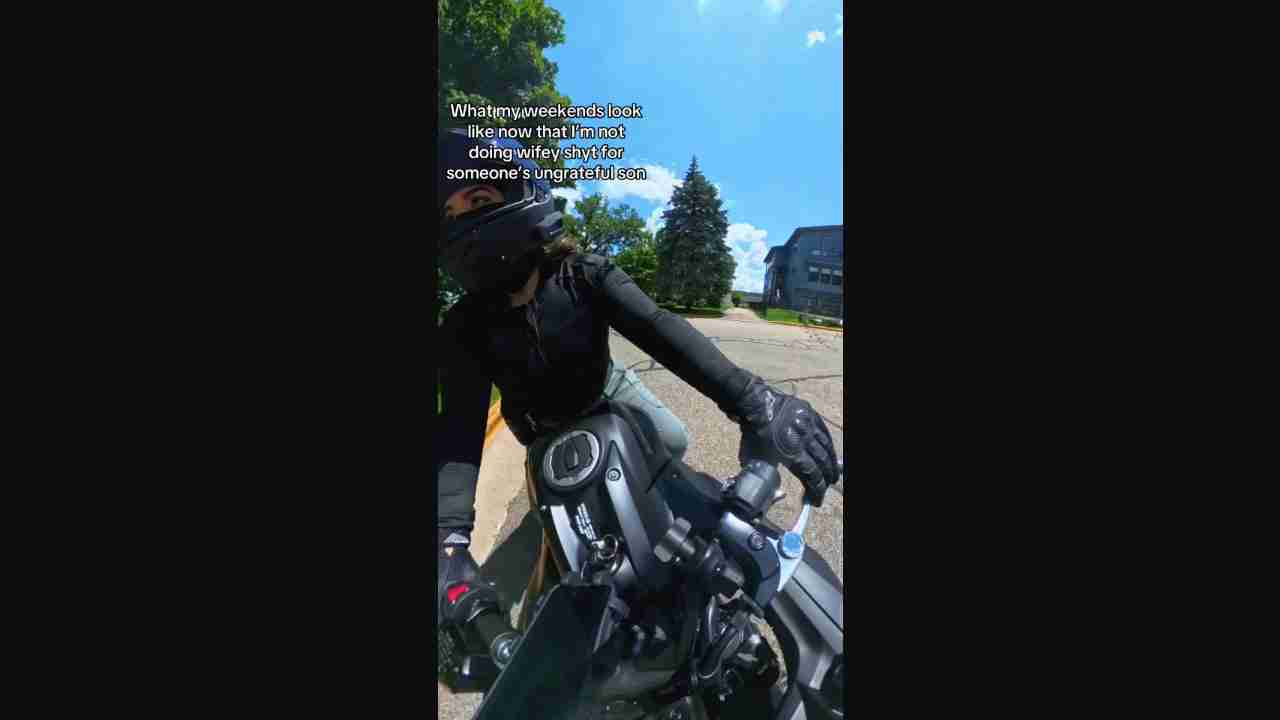 What my weekends look
like now that I'm not
doing wifey shyt for
someone's ungrateful son